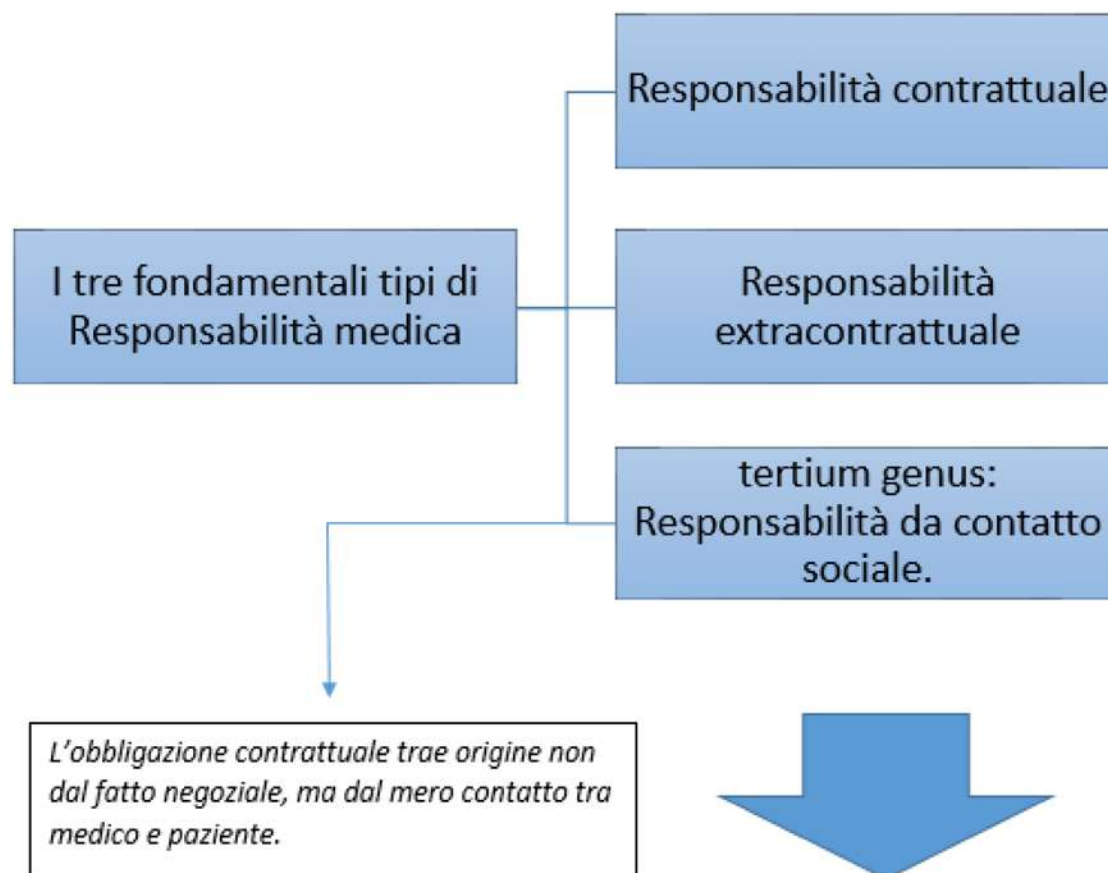 Responsabilità contrattuale
I tre fondamentali tipi di
Responsabilità medica
Responsabilità
extracontrattuale
tertium genus:
Responsabilità da contatto
sociale.
L’obbligazione contrattuale trae origine non
dal fatto negoziale, ma dal mero contatto tra
medico e paziente.